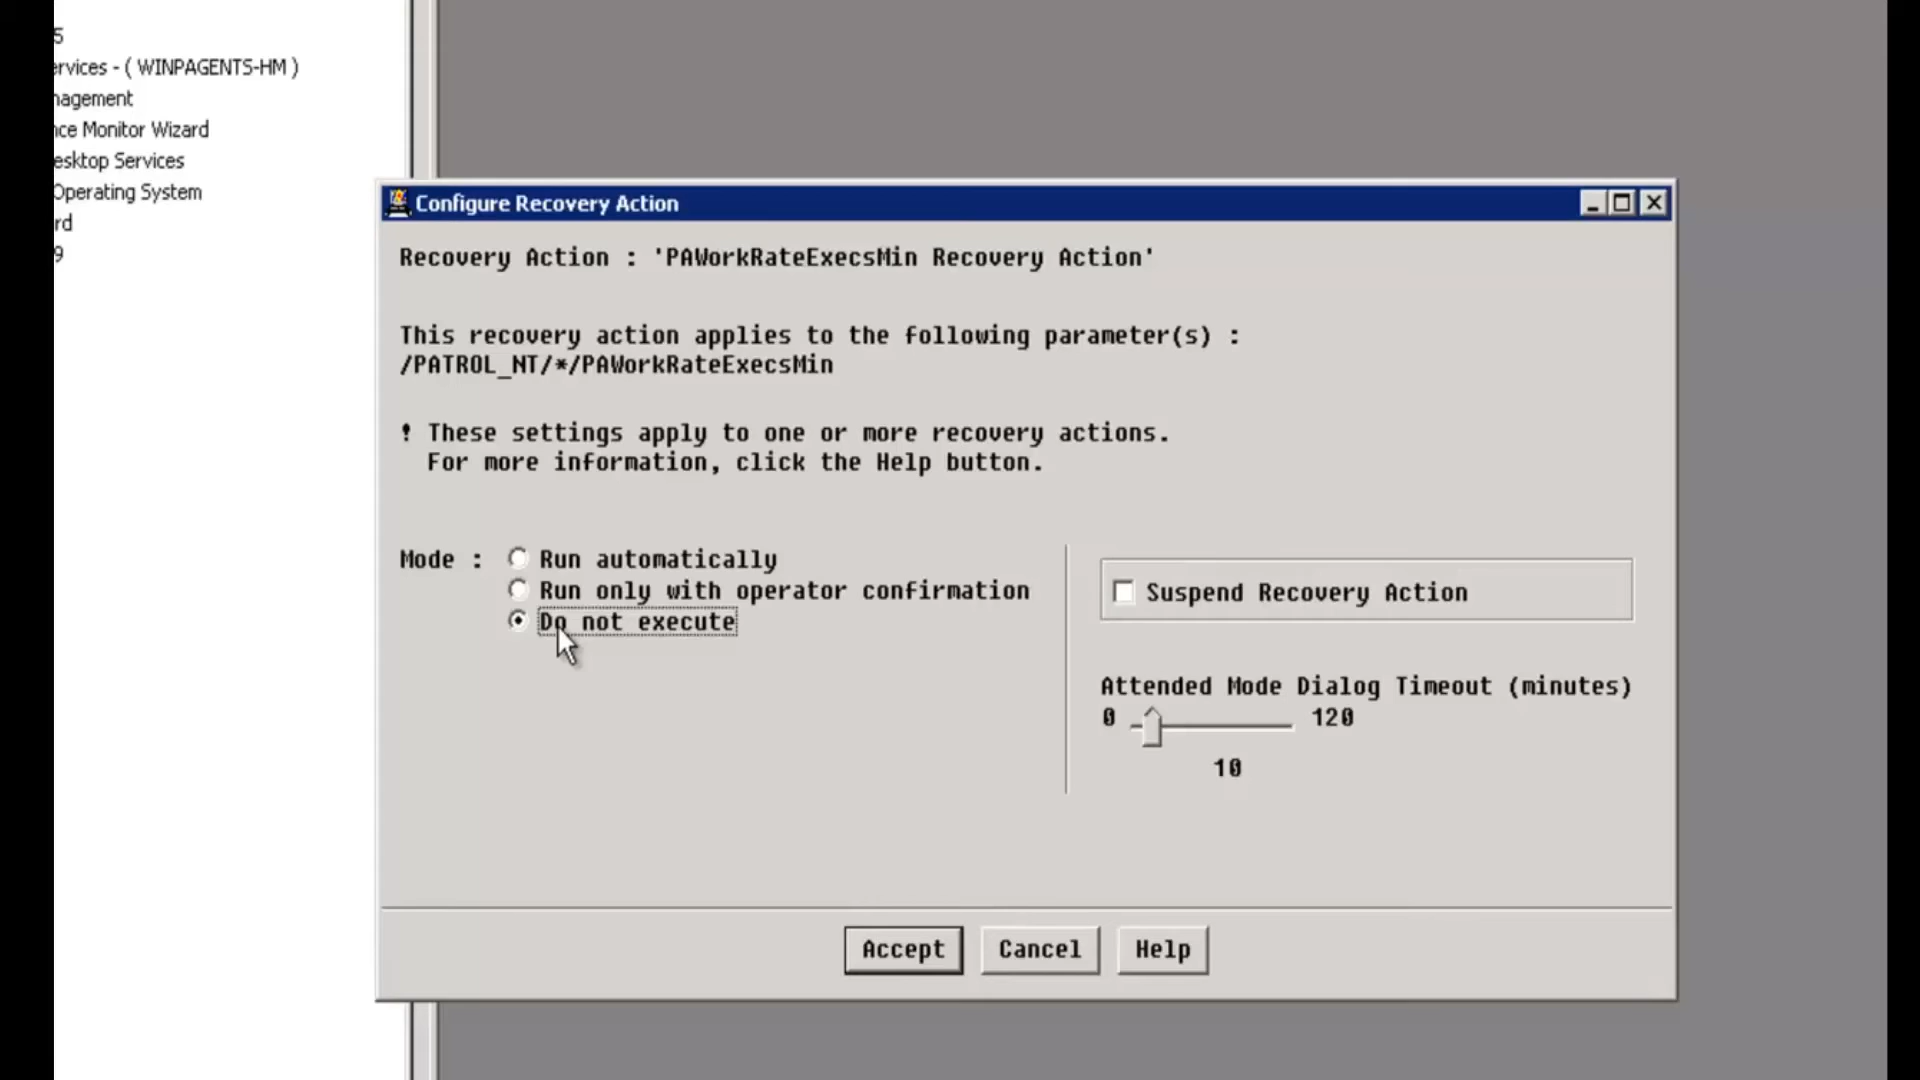 5
ervices - ( WINPAGENTS-HM )
nagement
nce Monitor Wizard
esktop Services
Operating System
rd
9
Configure Recovery Action
Recovery Action : 'PAWorkRateExecsMin Recovery Action'
This recovery action applies to the following parameter(s) :
/PATROL_NT/*/PAWorkRateExecsMin
! These settings apply to one or more recovery actions.
For more information, click the Help button.
Mode : Run automatically
Run only with operator confirmation
Do not execute
Suspend Recovery Action
Attended Mode Dialog Timeout (minutes)
0 120
10
Accept Cancel Help